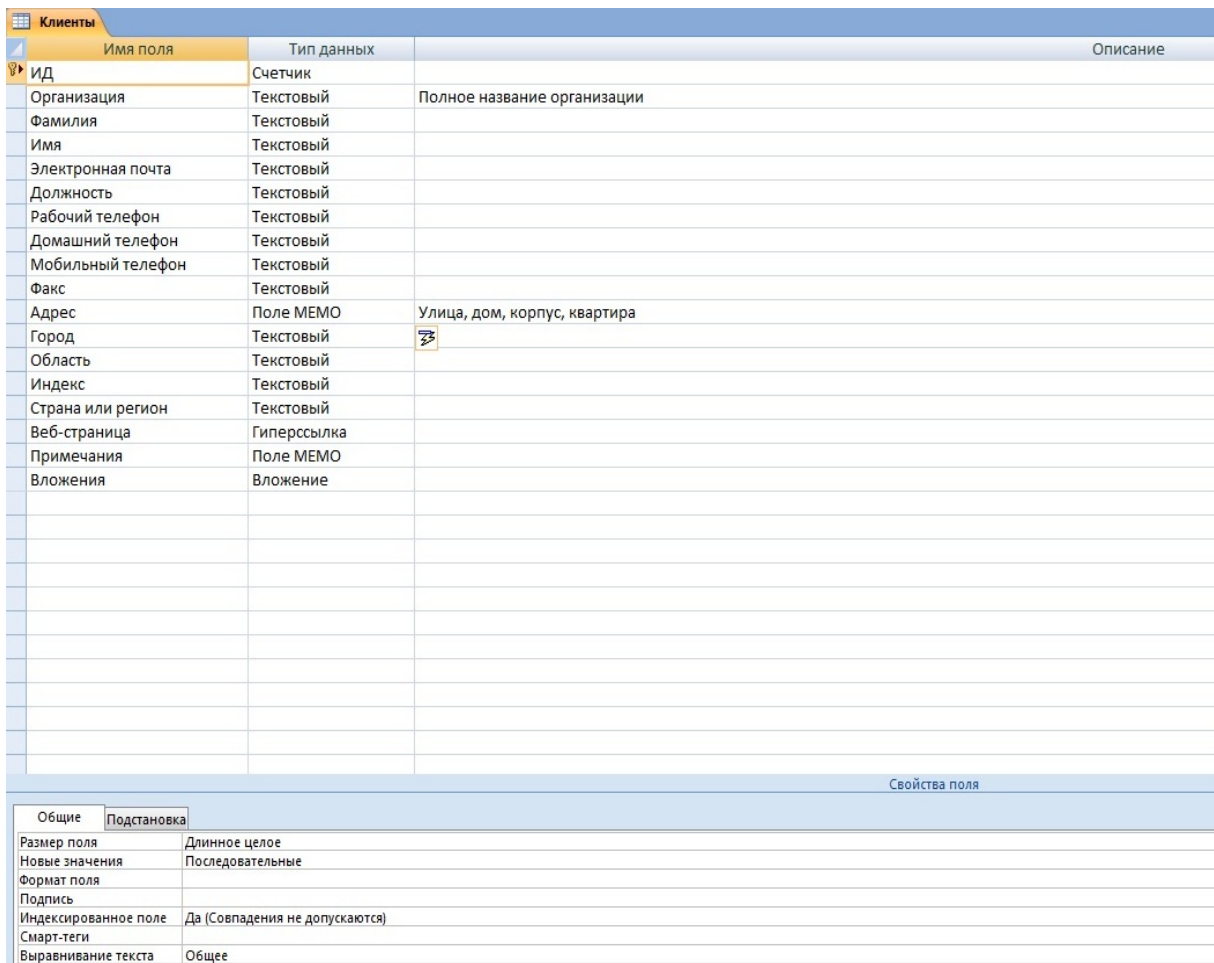 Клиенты
Имя поля Тип данных Описание
ИД Счетчик
Организация Текстовый Полное название организации
Фамилия Текстовый
Имя Текстовый
Электронная почта Текстовый
Должность Текстовый
Рабочий телефон Текстовый
Домашний телефон Текстовый
Мобильный телефон Текстовый
Факс Текстовый
Адрес Поле МЕМО Улица, дом, корпус, квартира
Город Текстовый
Область Текстовый
Индекс Текстовый
Страна или регион Текстовый
Веб-страница Гиперссылка
Примечания Поле МЕМО
Вложения Вложение
Свойства поля
Общие Подстановка
Размер поля Длинное целое
Новые значения Последовательные
Формат поля
Подпись
Индексированное поле Да (Совпадения не допускаются)
Смарт-теги
Выравнивание текста Общее